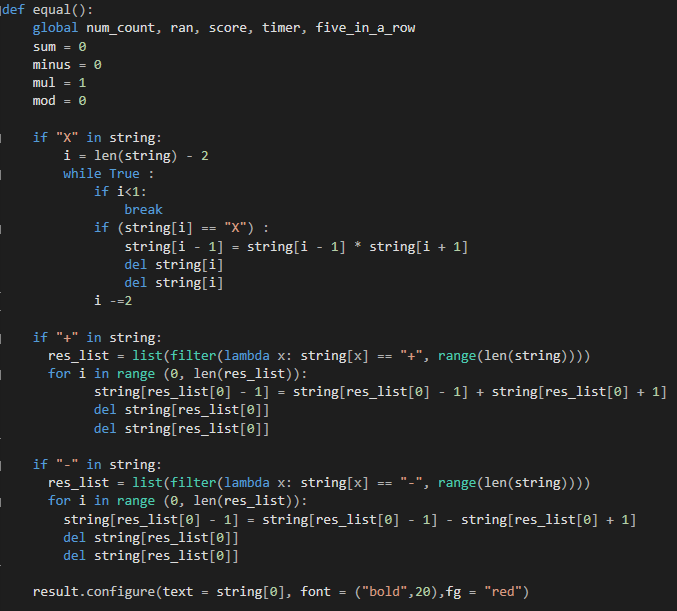 def equal():
    global num_count, ran, score, timer, five_in_a_row
    sum = 0
    minus = 0
    mul = 1
    mod = 0

    if "X" in string:
        i = len(string) - 2
        while True :
            if i<1:
                break
            if (string[i] == "X") :
                string[i - 1] = string[i - 1] * string[i + 1]
                del string[i]
                del string[i]
            i -=2

    if "+" in string:
      res_list = list(filter(lambda x: string[x] == "+", range(len(string))))
      for i in range (0, len(res_list)):
            string[res_list[0] - 1] = string[res_list[0] - 1] + string[res_list[0] + 1]
            del string[res_list[0]]
            del string[res_list[0]]

    if "-" in string:
      res_list = list(filter(lambda x: string[x] == "-", range(len(string))))
      for i in range (0, len(res_list)):
        string[res_list[0] - 1] = string[res_list[0] - 1] - string[res_list[0] + 1]
        del string[res_list[0]]
        del string[res_list[0]]

    result.configure(text = string[0], font = ("bold",20),fg = "red")